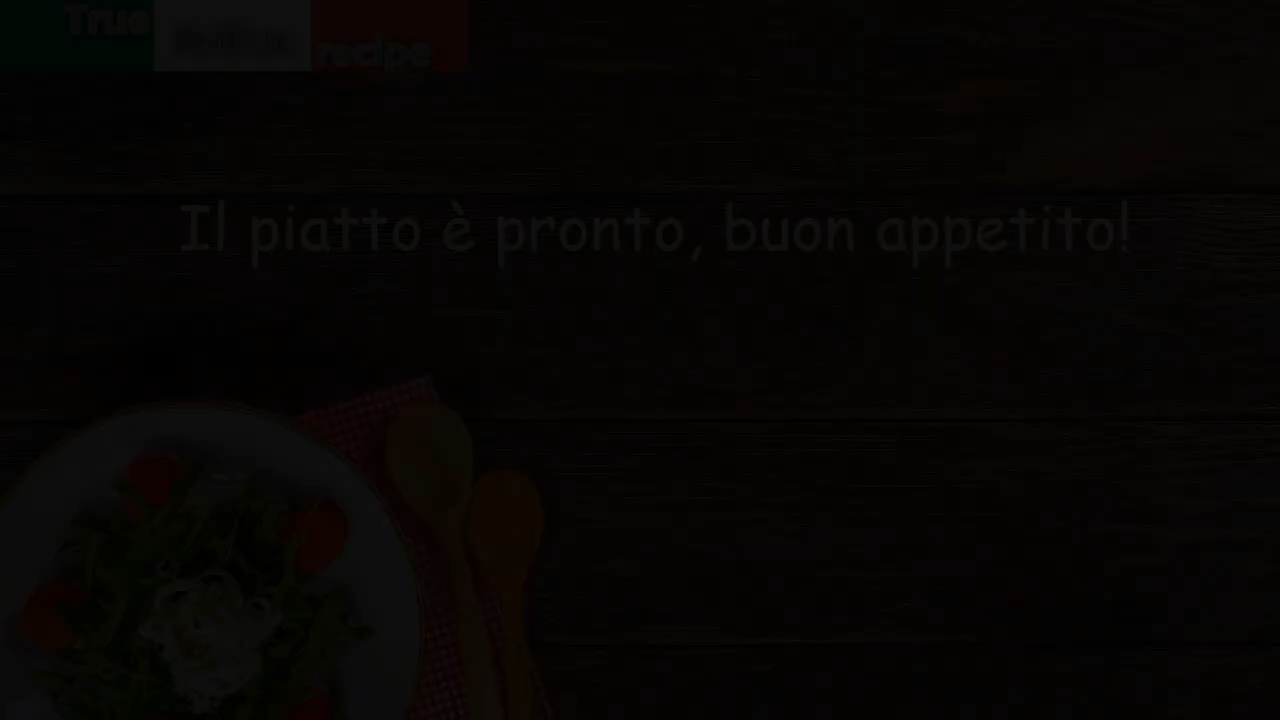 True
Italian
recipe
Il piatto è pronto, buon appetito!